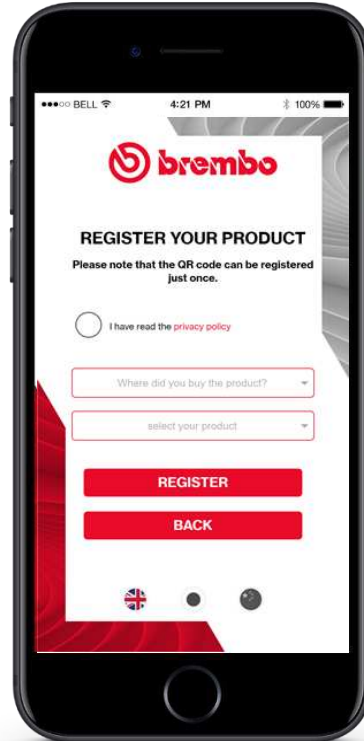 BELL 4:21 PM 100%
brembo
REGISTER YOUR PRODUCT
Please note that the QR code can be registered
just once.
I have read the privacy policy
Where did you buy the product?
select your product
REGISTER
BACK